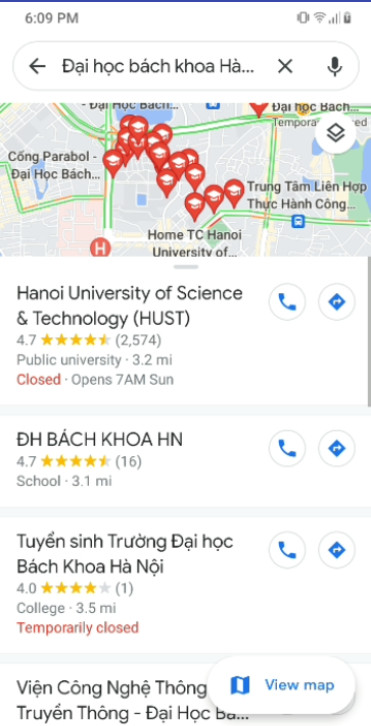 6:09 PM
Đại học bách khoa Hà...
Đại Học Bách...
Đại học Bách...
Cổng Parabol -
Đại Học Bách...
Trung Tâm Liên Hợp
Thực Hành Công...
H
Home TC Hanoi
University of...
Hanoi University of Science
& Technology (HUST)
4.7 (2,574)
Public university · 3.2 mi
Closed · Opens 7AM Sun
ĐH BÁCH KHOA HN
4.7 (16)
School · 3.1 mi
Tuyển sinh Trường Đại học
Bách Khoa Hà Nội
4.0 (1)
College · 3.5 mi
Temporarily closed
Viện Công Nghệ Thông
Truyền Thông - Đại Học Bá...
View map